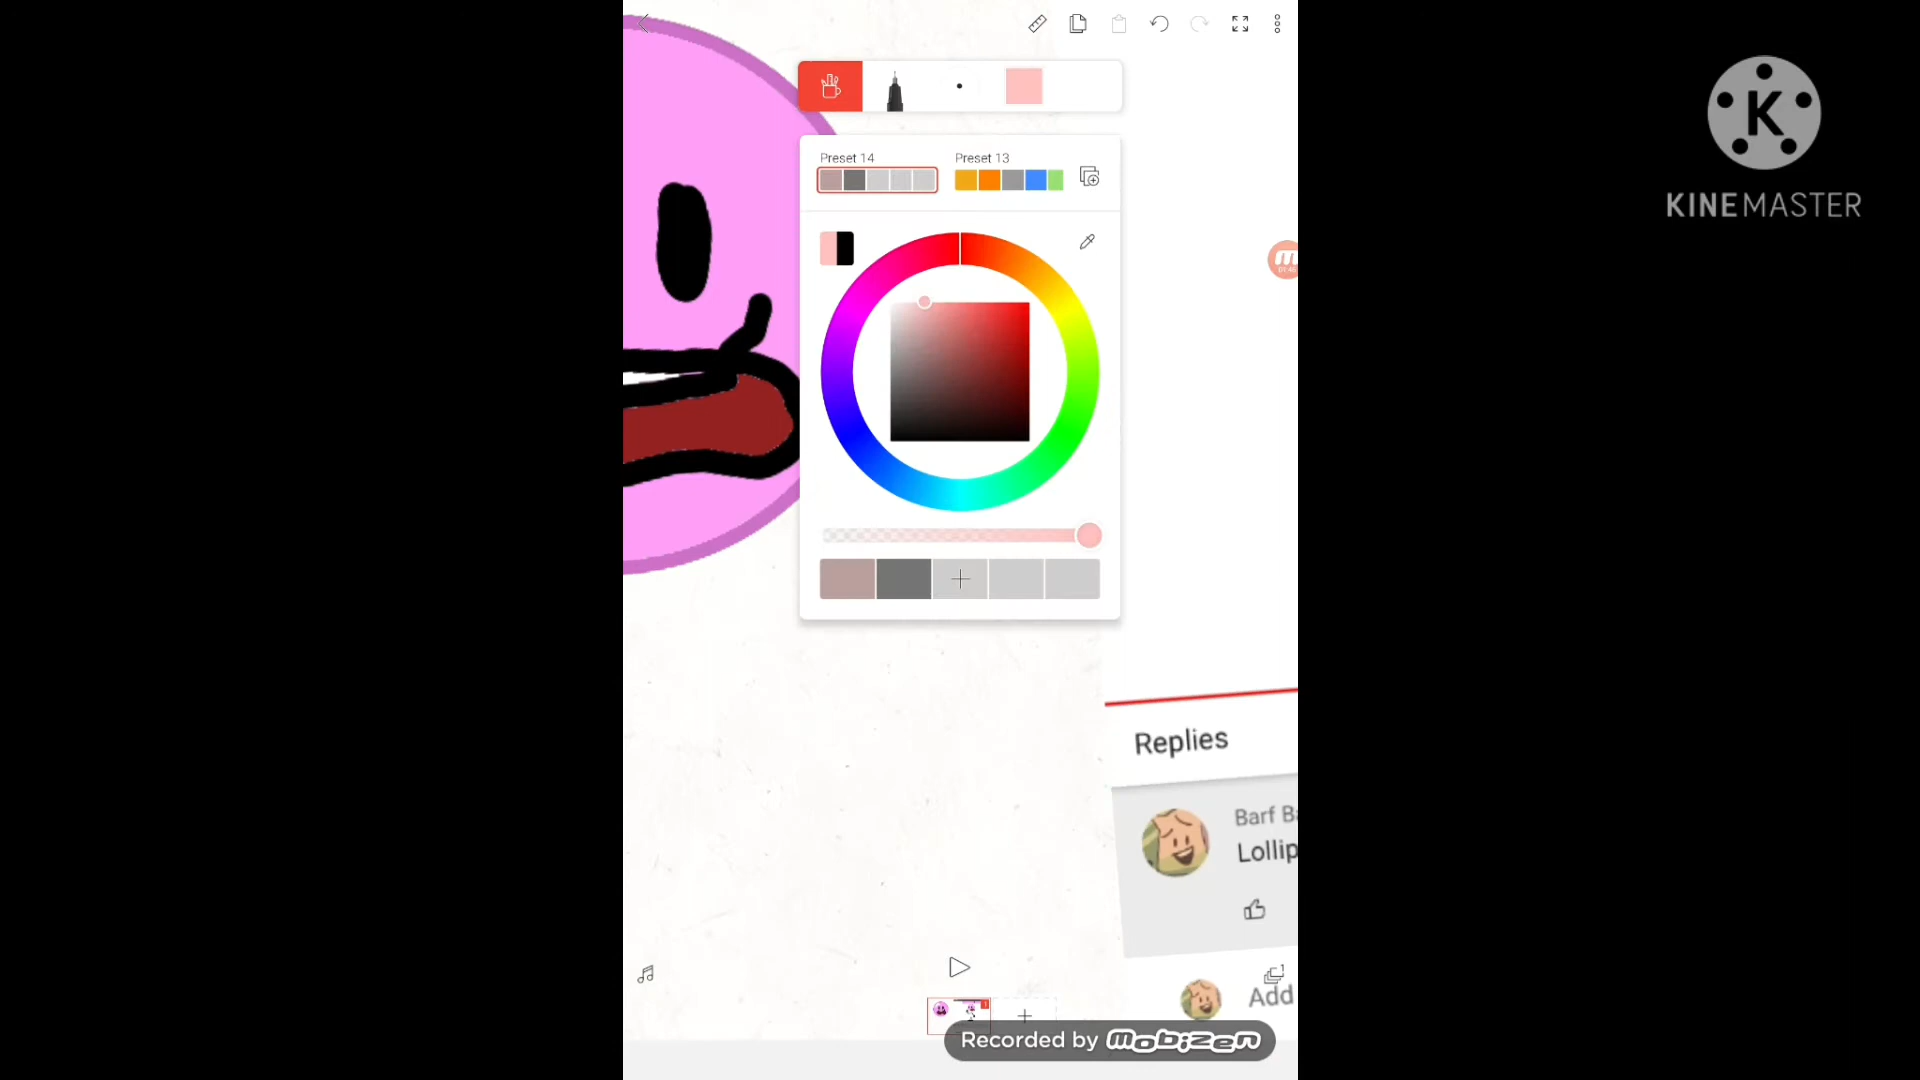 Preset 14
Preset 13
K
KINEMASTER
Replies
Lollip
Add
Recorded by mobizen